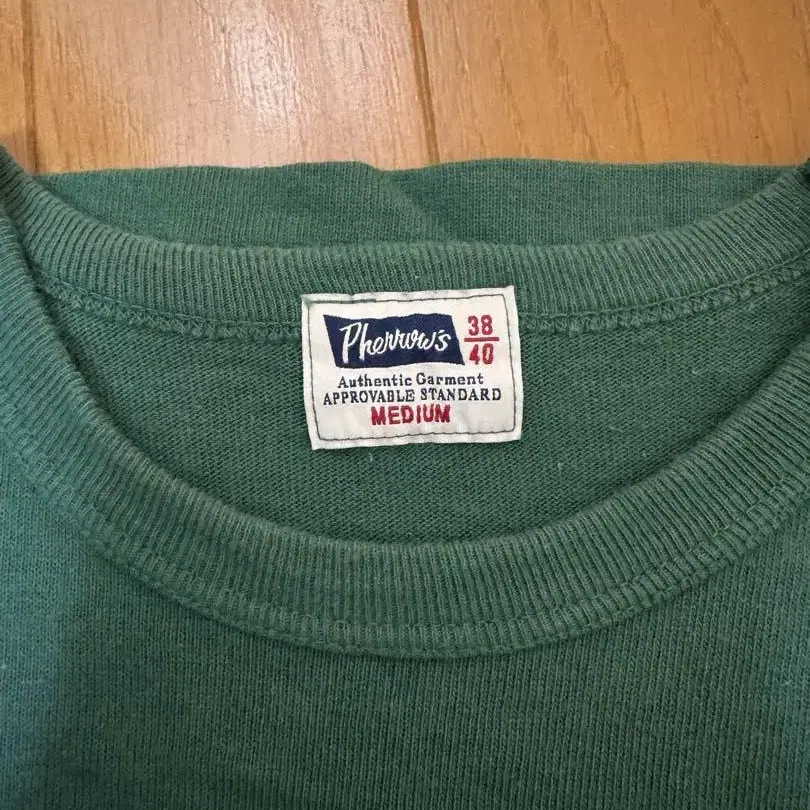 Pherrow's
38
40
Authentic Garment
APPROVABLE STANDARD
MEDIUM